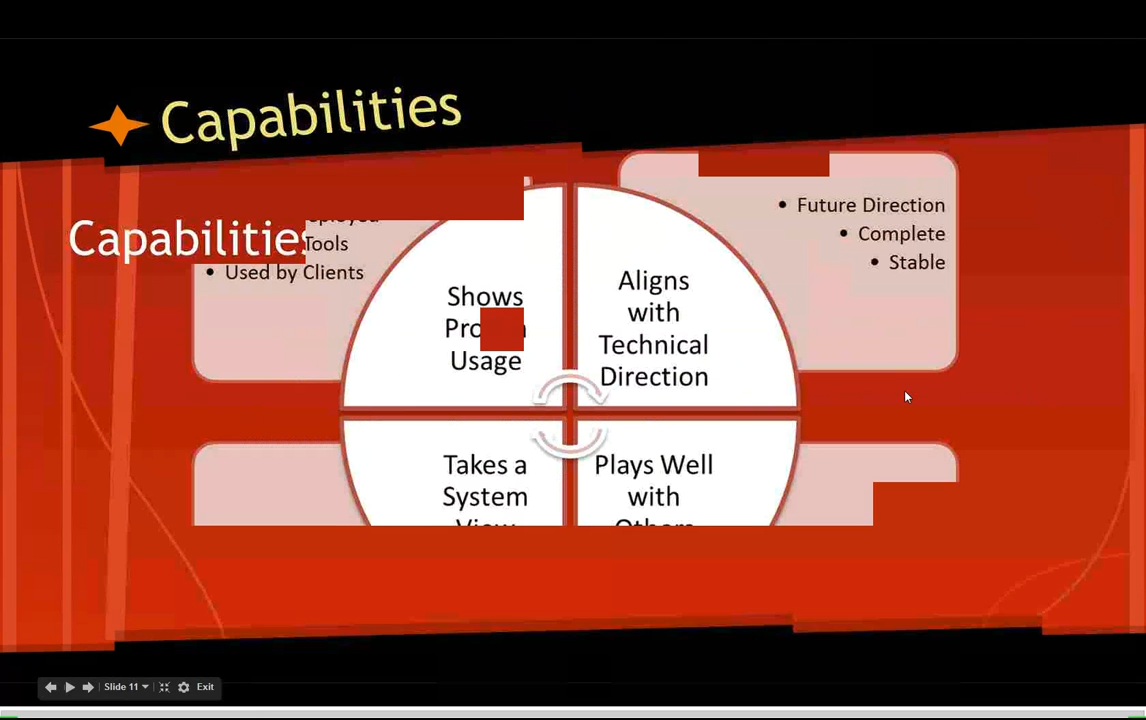 Capabilities
Capabilities
Tools
• Used by Clients
Shows
Usage
Aligns
with
Technical
Direction
• Future Direction
• Complete
• Stable
Takes a
System
View
Plays Well
with
Others
Slide 11
Exit